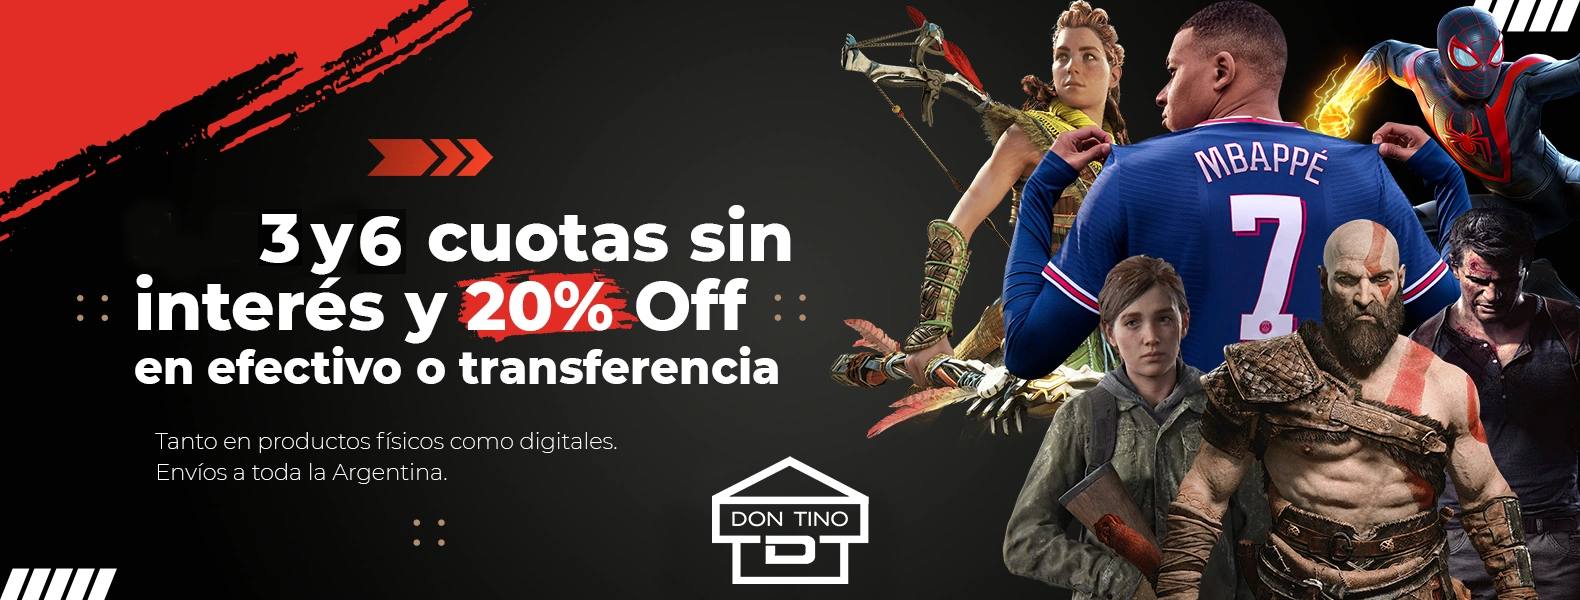 3 y 6 cuotas sin
interés y 20% Off
en efectivo o transferencia
Tanto en productos físicos como digitales.
Envíos a toda la Argentina.
DON TINO
TDT
MBAPPÉ
7